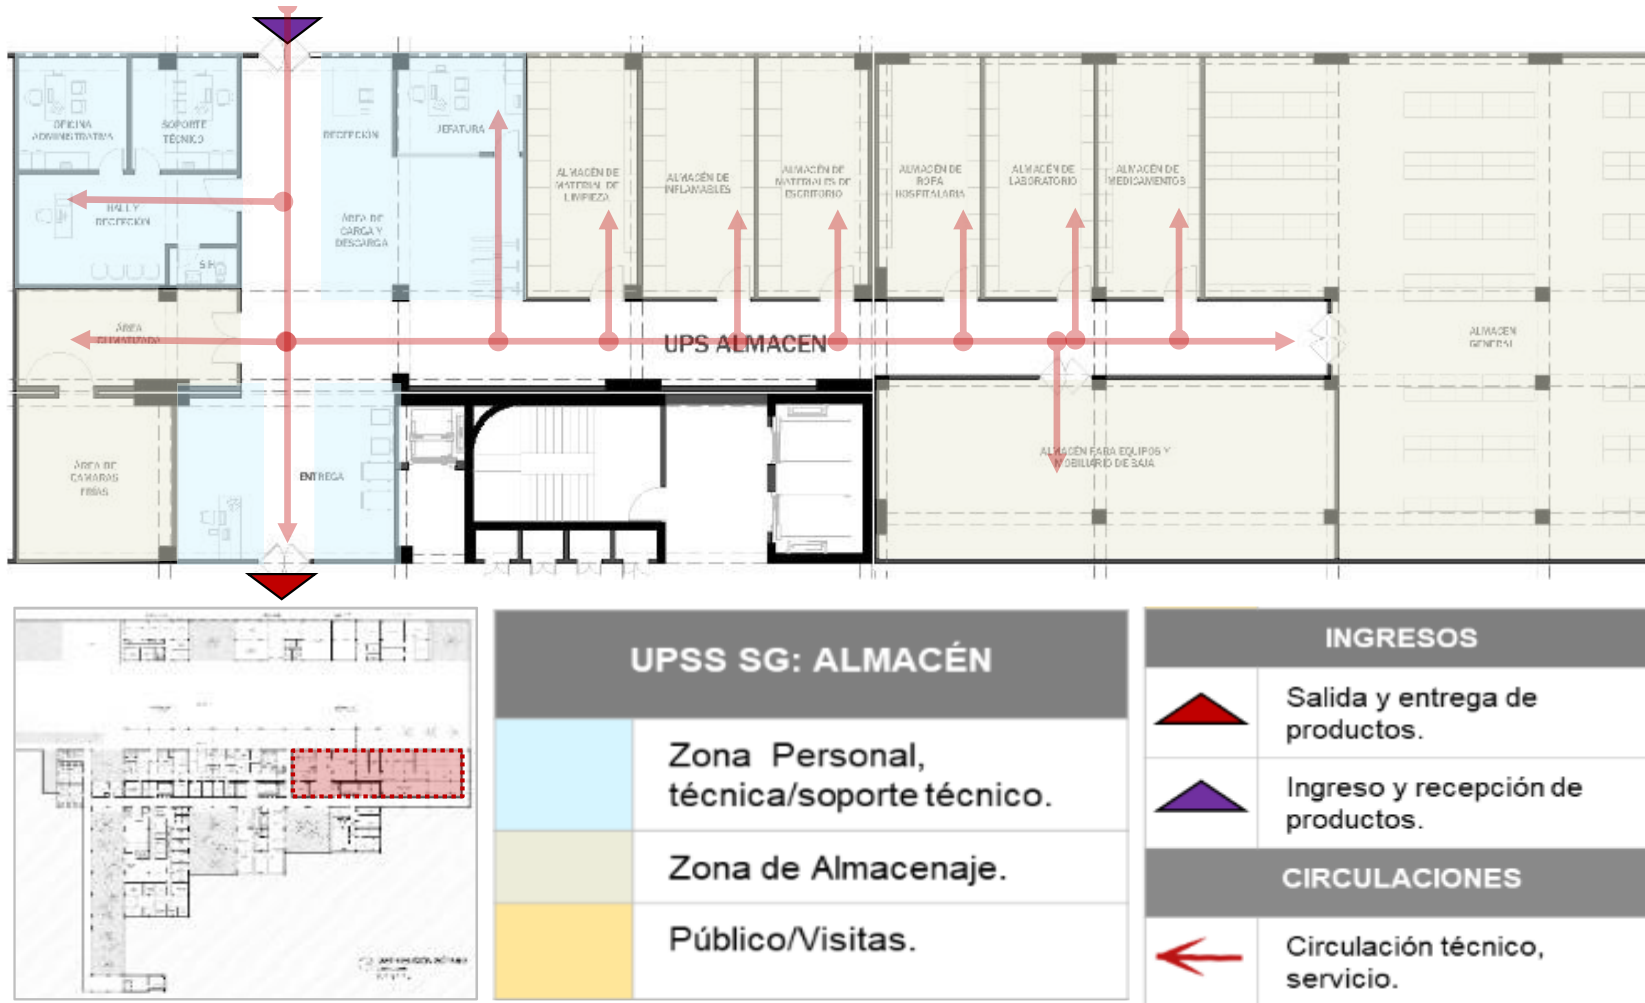 OFICINA
ADMINISTRATIVA
SOPORTE
TÉCNICO
RECEPCIÓN
JEFATURA
HALL Y
RECEPCIÓN
S.H.
ÁREA DE
CARGA Y
DESCARGA
ALMACÉN DE
MATERIAL DE
LIMPIEZA
ALMACÉN DE
INFLAMABLES
ALMACÉN DE
MATERIALES DE
ESCRITORIO
ALMACÉN DE
ROPA
HOSPITALARIA
ALMACÉN DE
LABORATORIO
ALMACÉN DE
MEDICAMENTOS
ÁREA
CLIMATIZADA
UPS ALMACEN
ALMACEN
GENERAL
ÁREA DE
CAMARAS
FRÍAS
ENTREGA
ALMACÉN PARA EQUIPOS Y
MOBILIARIO DE BAJA
UPSS SG: ALMACÉN
Zona Personal,
técnica/soporte técnico.
Zona de Almacenaje.
Público/Visitas.
INGRESOS
Salida y entrega de
productos.
Ingreso y recepción de
productos.
CIRCULACIONES
Circulación técnico,
servicio.